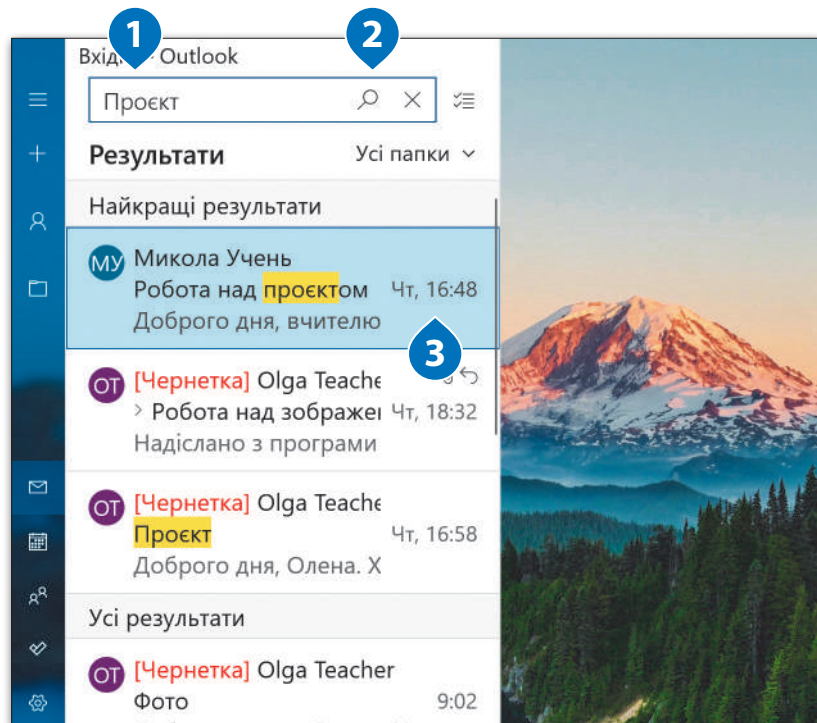 1
2
Outlook
Проєкт
Результати Усі папки
Найкращі результати
МУ Микола Учень
Робота над проєктом Чт, 16:48
Доброго дня, вчителю
3
ОТ [Чернетка] Olga Teache
> Робота над зображен Чт, 18:32
Надіслано з програми
ОТ [Чернетка] Olga Teache
Проєкт Чт, 16:58
Доброго дня, Олена. Х
Усі результати
ОТ [Чернетка] Olga Teacher
Фото 9:02